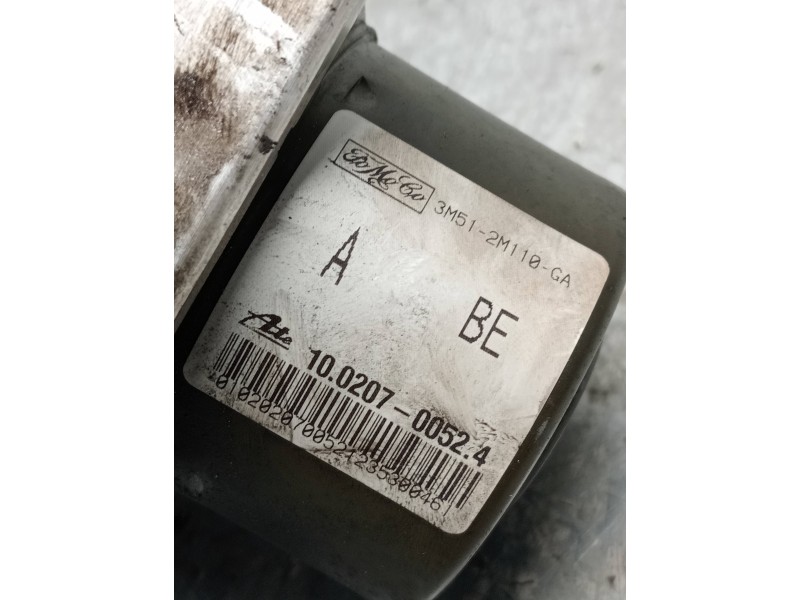 FoMoCo 3M51-2M110-GA
A BE
Ate
10.0207-0052.4